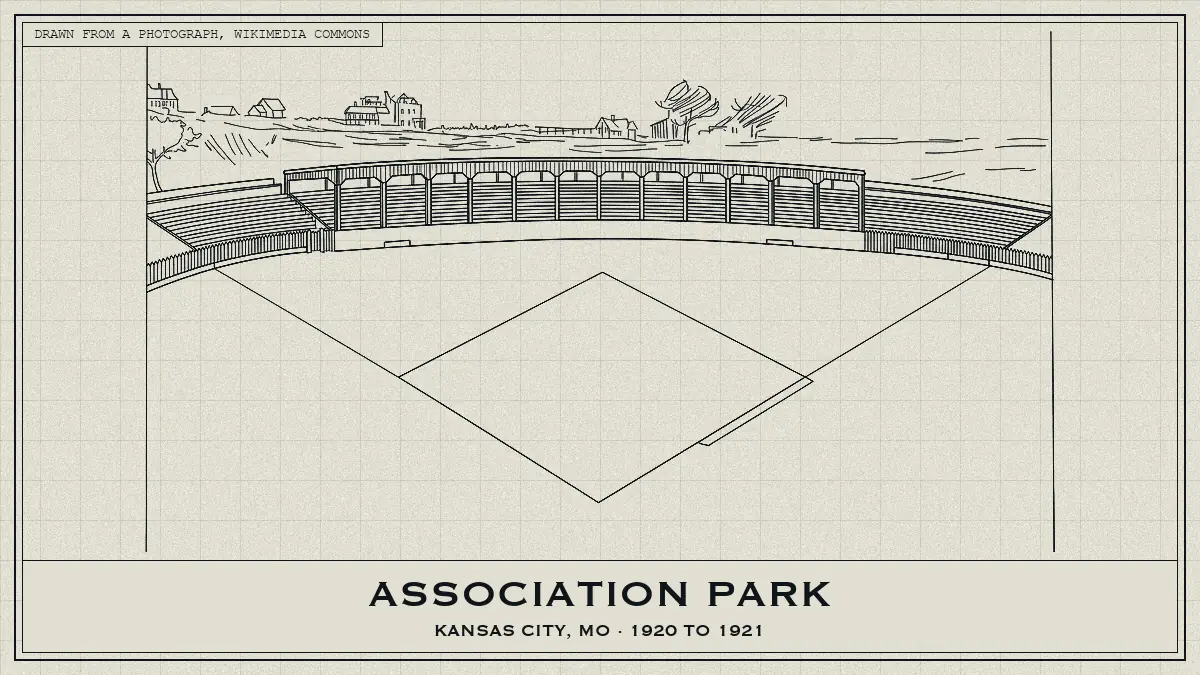 DRAWN FROM A PHOTOGRAPH, WIKIMEDIA COMMONS
ASSOCIATION PARK
KANSAS CITY, MO · 1920 TO 1921